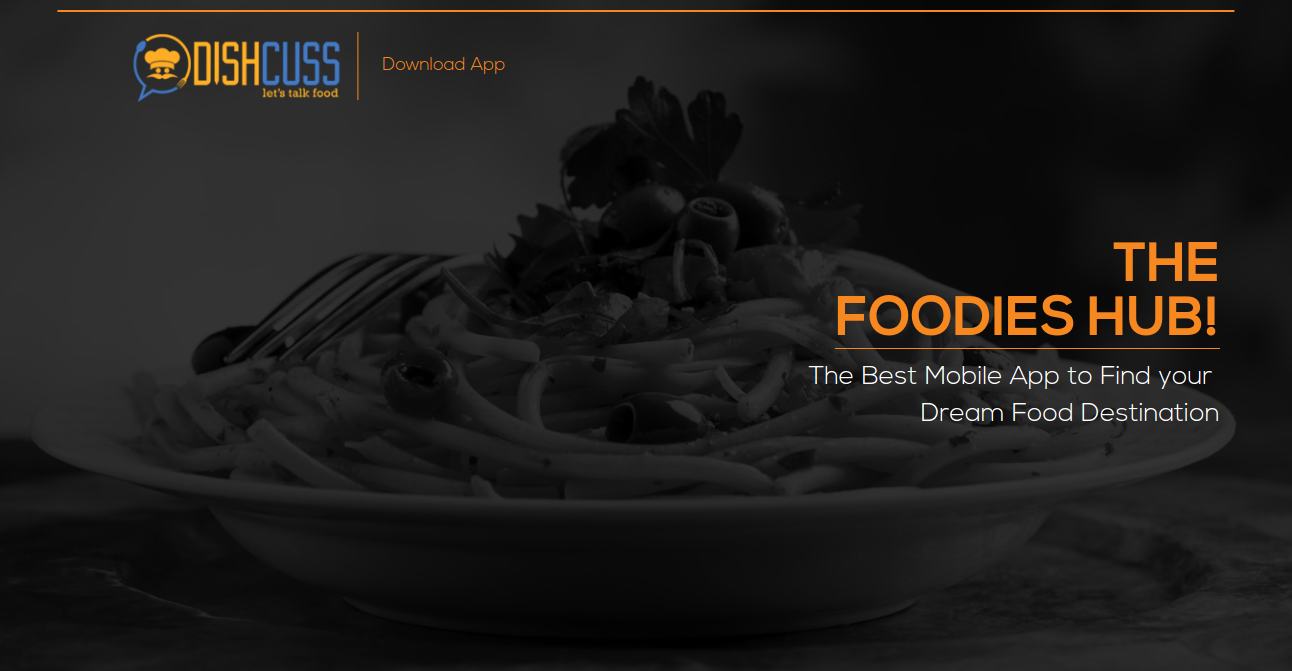 DISHCUSS
let's talk food
Download App
THE
FOODIES HUB!
The Best Mobile App to Find your
Dream Food Destination